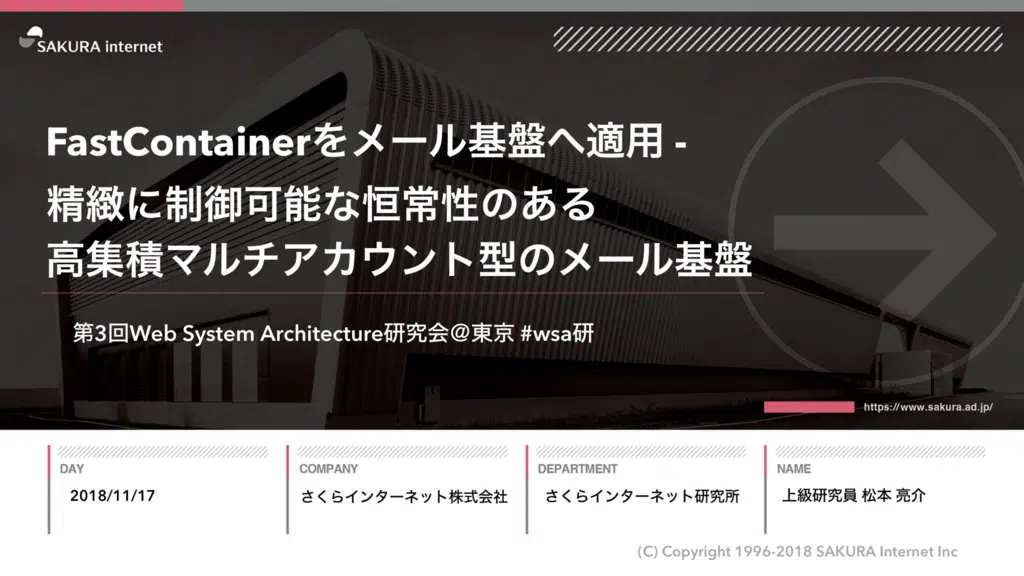 SAKURA internet
FastContainerをメール基盤へ適用 -
精緻に制御可能な恒常性のある
高集積マルチアカウント型のメール基盤
第3回Web System Architecture研究会＠東京 #wsa研
https://www.sakura.ad.jp/
DAY
2018/11/17
COMPANY
さくらインターネット株式会社
DEPARTMENT
さくらインターネット研究所
NAME
上級研究員 松本 亮介
(C) Copyright 1996-2018 SAKURA Internet Inc